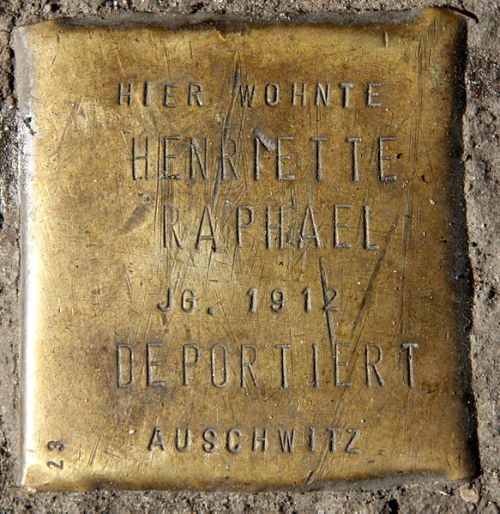 HIER WOHNTE
HENRIETTE
RAPHAEL
JG. 1912
DEPORTIERT
AUSCHWITZ
23